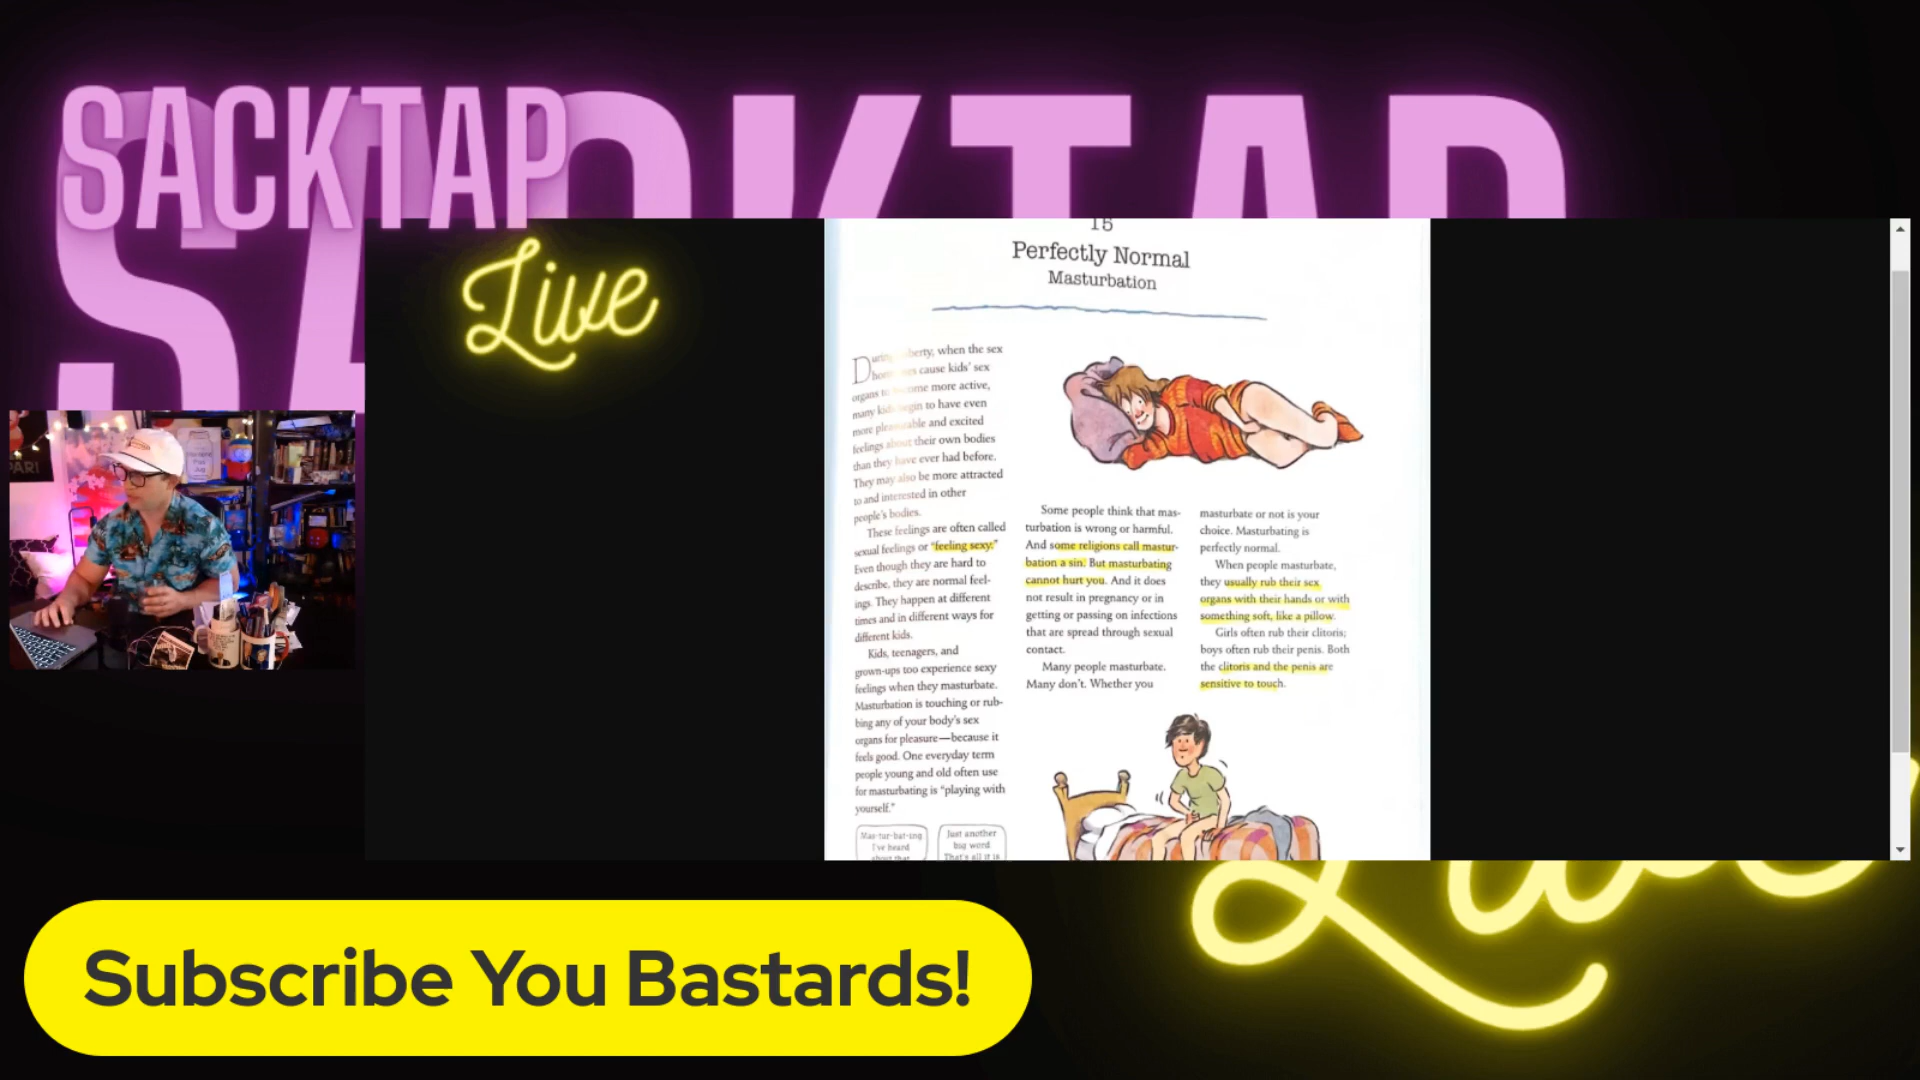 SACKTAP
SACKTAP
Live
PARI
15
Perfectly Normal
Masturbation
During puberty, when the sex
hormones cause kids' sex
organs to become more active,
many kids begin to have even
more pleasurable and excited
feelings about their own bodies
than they have ever had before.
They may also be more attracted
to and interested in other
people's bodies.
These feelings are often called
sexual feelings or "feeling sexy."
Even though they are hard to
describe, they are normal feel-
ings. They happen at different
times and in different ways for
different kids.
Kids, teenagers, and
grown-ups too experience sexy
feelings when they masturbate.
Masturbation is touching or rub-
bing any of your body's sex
organs for pleasure—because it
feels good. One everyday term
people young and old often use
for masturbating is "playing with
yourself."
Mas-tur-bat-ing
I've heard
about that
Just another
big word
That's all it is
Some people think that mas-
turbation is wrong or harmful.
And some religions call mastur-
bation a sin. But masturbating
cannot hurt you. And it does
not result in pregnancy or in
getting or passing on infections
that are spread through sexual
contact.
Many people masturbate.
Many don't. Whether you
masturbate or not is your
choice. Masturbating is
perfectly normal.
When people masturbate,
they usually rub their sex
organs with their hands or with
something soft, like a pillow.
Girls often rub their clitoris;
boys often rub their penis. Both
the clitoris and the penis are
sensitive to touch.
Live
Subscribe You Bastards!